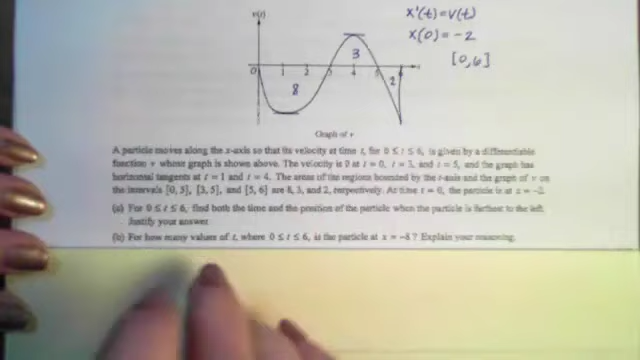 v(t)
x'(t)=v(t)
x(0)=-2
[0,6]
3
8
2
0 1 2 3 4 5 6
Graph of v
A particle moves along the x-axis so that its velocity at time t, for 0 ≤ t ≤ 6, is given by a differentiable
function v whose graph is shown above. The velocity is 0 at t = 0, t = 3, and t = 5, and the graph has
horizontal tangents at t = 1 and t = 4. The areas of the regions bounded by the t-axis and the graph of v on
the intervals [0, 3], [3, 5], and [5, 6] are 8, 3, and 2, respectively. At time t = 0, the particle is at x = -2.
(a) For 0 ≤ t ≤ 6, find both the time and the position of the particle when the particle is farthest to the left.
Justify your answer.
(b) For how many values of t, where 0 ≤ t ≤ 6, is the particle at x = -8? Explain your reasoning.